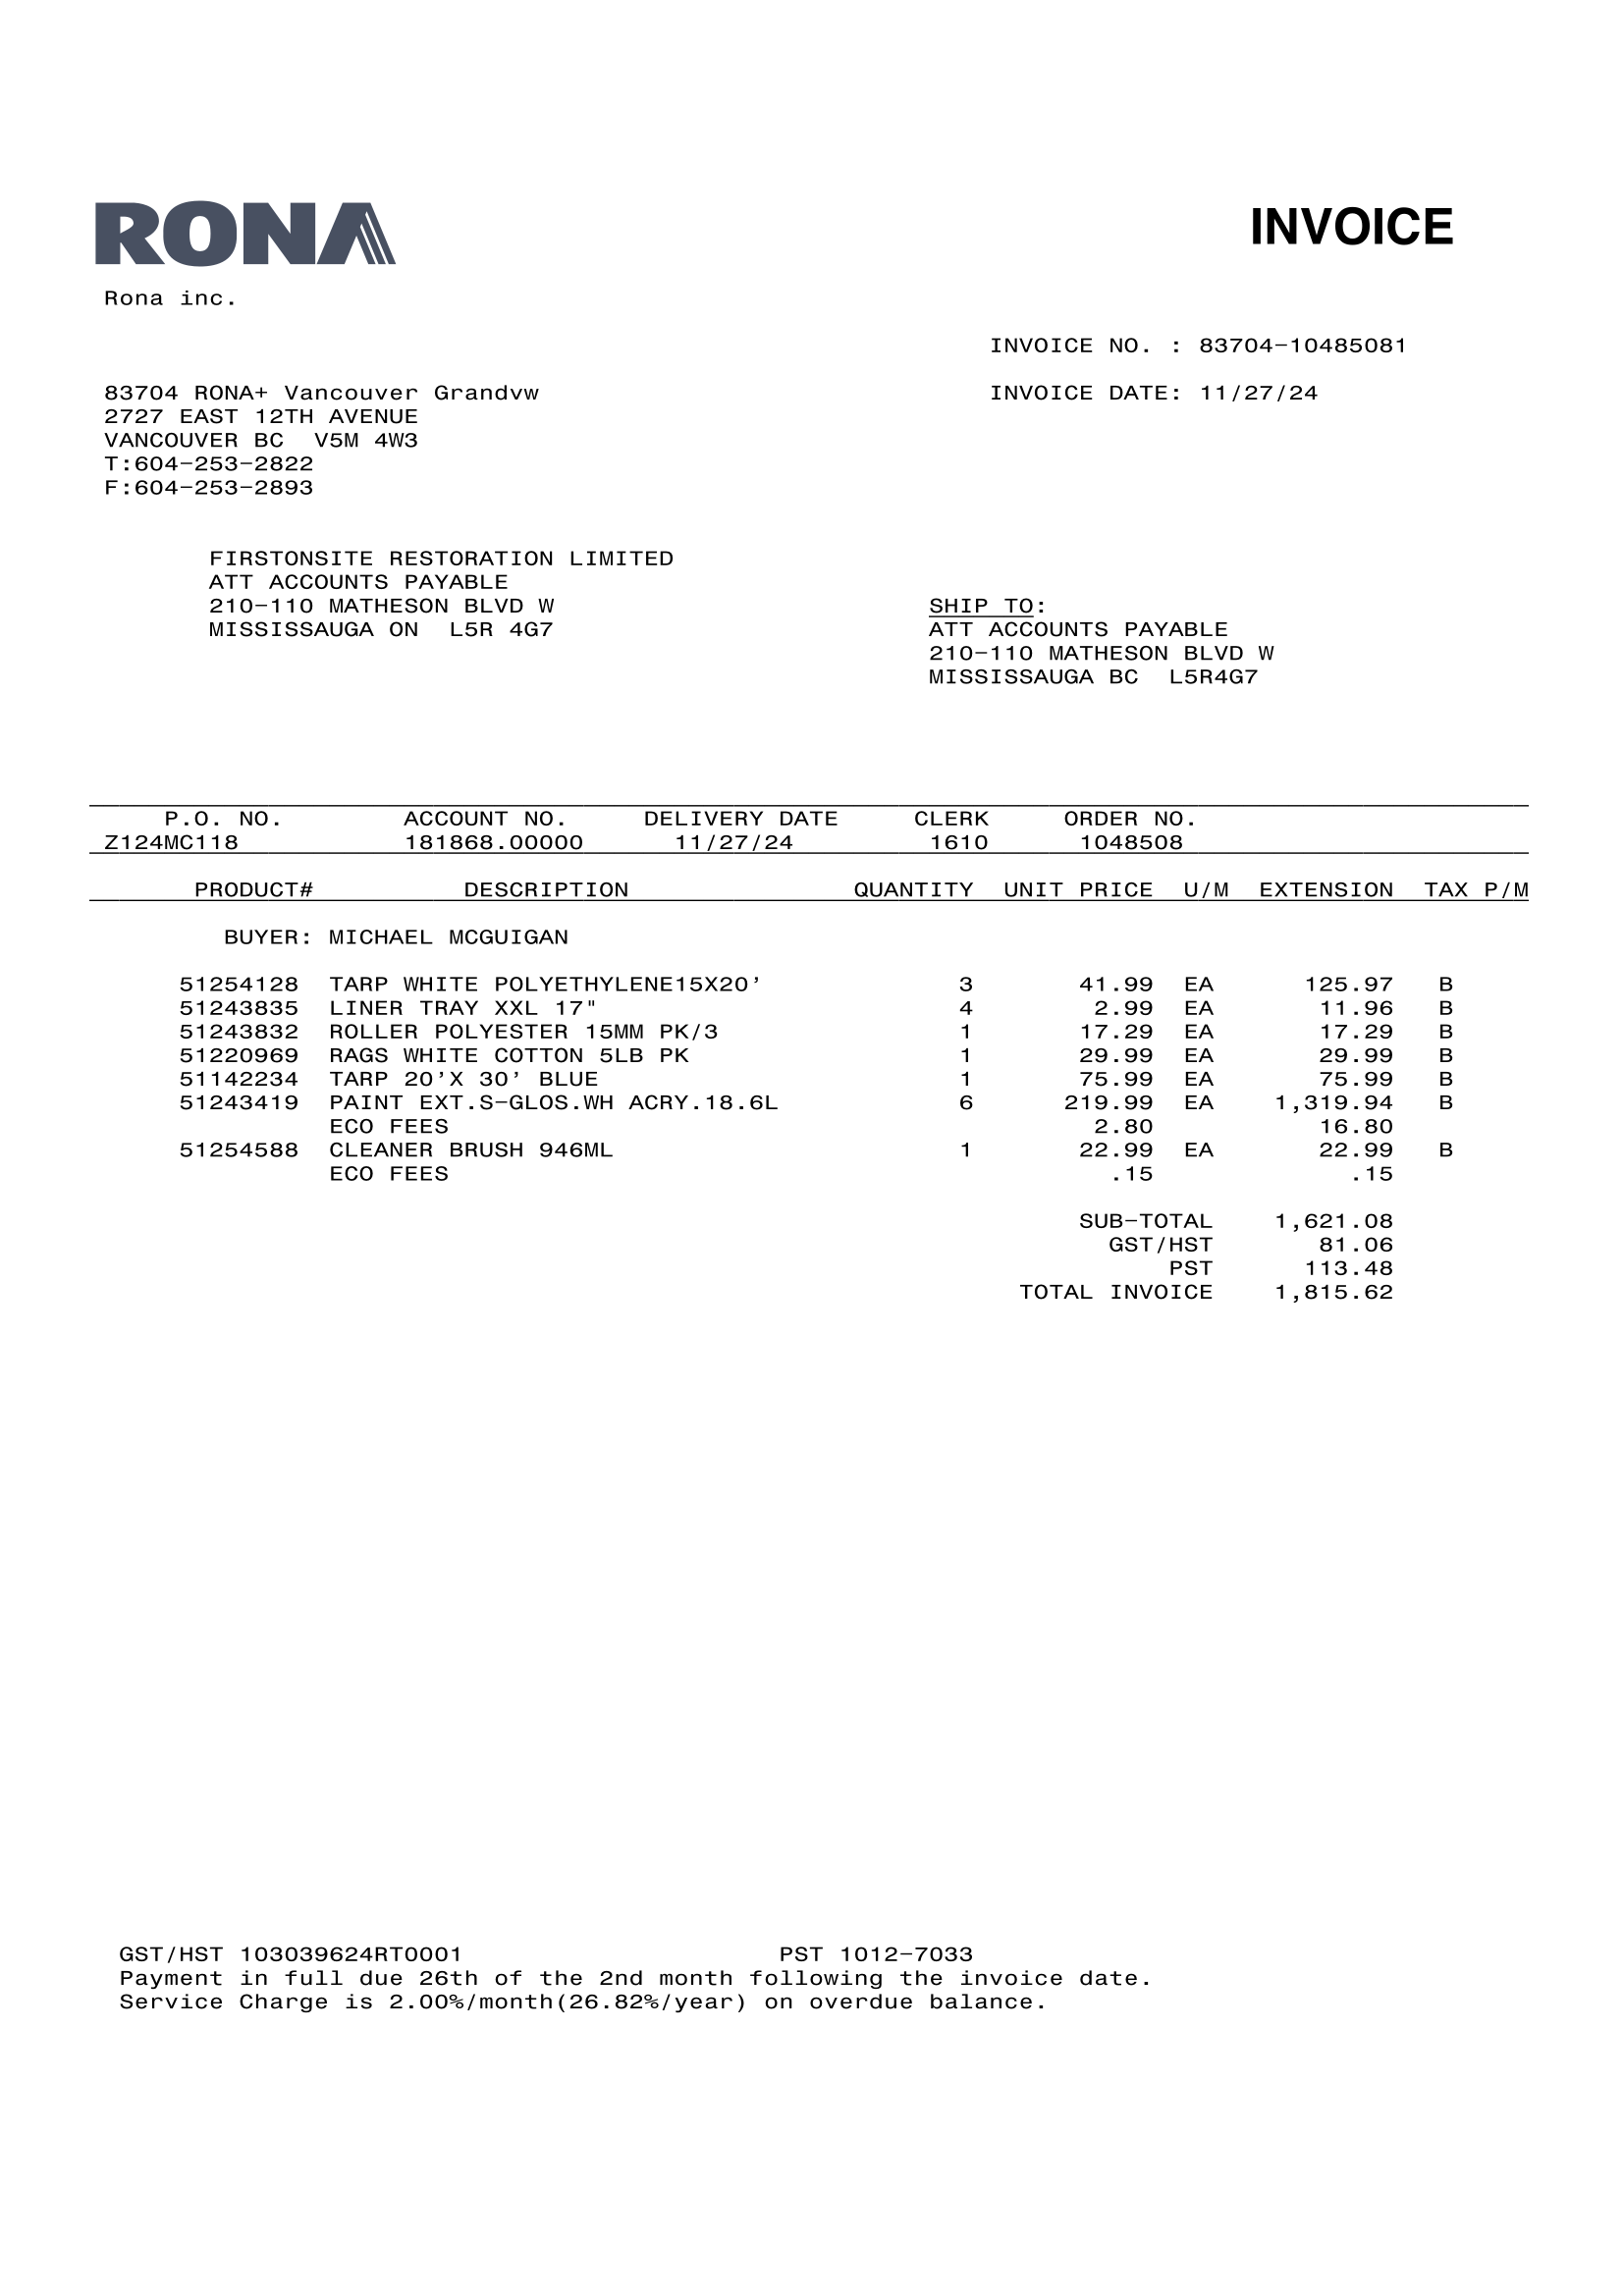 RONA
INVOICE
Rona inc.
INVOICE NO. : 83704-10485081
83704 RONA+ Vancouver Grandvw INVOICE DATE: 11/27/24
2727 EAST 12TH AVENUE
VANCOUVER BC V5M 4W3
T:604-253-2822
F:604-253-2893
FIRSTONSITE RESTORATION LIMITED
ATT ACCOUNTS PAYABLE
210-110 MATHESON BLVD W
MISSISSAUGA ON L5R 4G7
SHIP TO:
ATT ACCOUNTS PAYABLE
210-110 MATHESON BLVD W
MISSISSAUGA BC L5R4G7
P.O. NO. ACCOUNT NO. DELIVERY DATE CLERK ORDER NO.
Z124MC118 181868.00000 11/27/24 1610 1048508
PRODUCT# DESCRIPTION QUANTITY UNIT PRICE U/M EXTENSION TAX P/M
BUYER: MICHAEL MCGUIGAN
51254128 TARP WHITE POLYETHYLENE15X20’ 3 41.99 EA 125.97 B
51243835 LINER TRAY XXL 17" 4 2.99 EA 11.96 B
51243832 ROLLER POLYESTER 15MM PK/3 1 17.29 EA 17.29 B
51220969 RAGS WHITE COTTON 5LB PK 1 29.99 EA 29.99 B
51142234 TARP 20’X 30’ BLUE 1 75.99 EA 75.99 B
51243419 PAINT EXT.S-GLOS.WH ACRY.18.6L 6 219.99 EA 1,319.94 B
ECO FEES 2.80 16.80
51254588 CLEANER BRUSH 946ML 1 22.99 EA 22.99 B
ECO FEES .15 .15
SUB-TOTAL 1,621.08
GST/HST 81.06
PST 113.48
TOTAL INVOICE 1,815.62
GST/HST 103039624RT0001 PST 1012-7033
Payment in full due 26th of the 2nd month following the invoice date.
Service Charge is 2.00%/month(26.82%/year) on overdue balance.